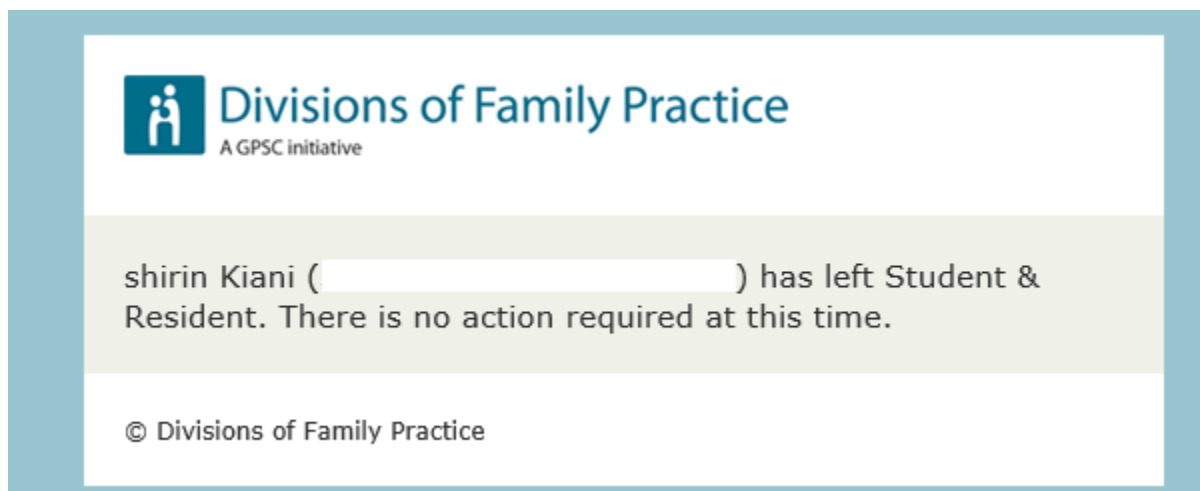 Divisions of Family Practice
A GPSC initiative
shirin Kiani ( ) has left Student &
Resident. There is no action required at this time.
© Divisions of Family Practice